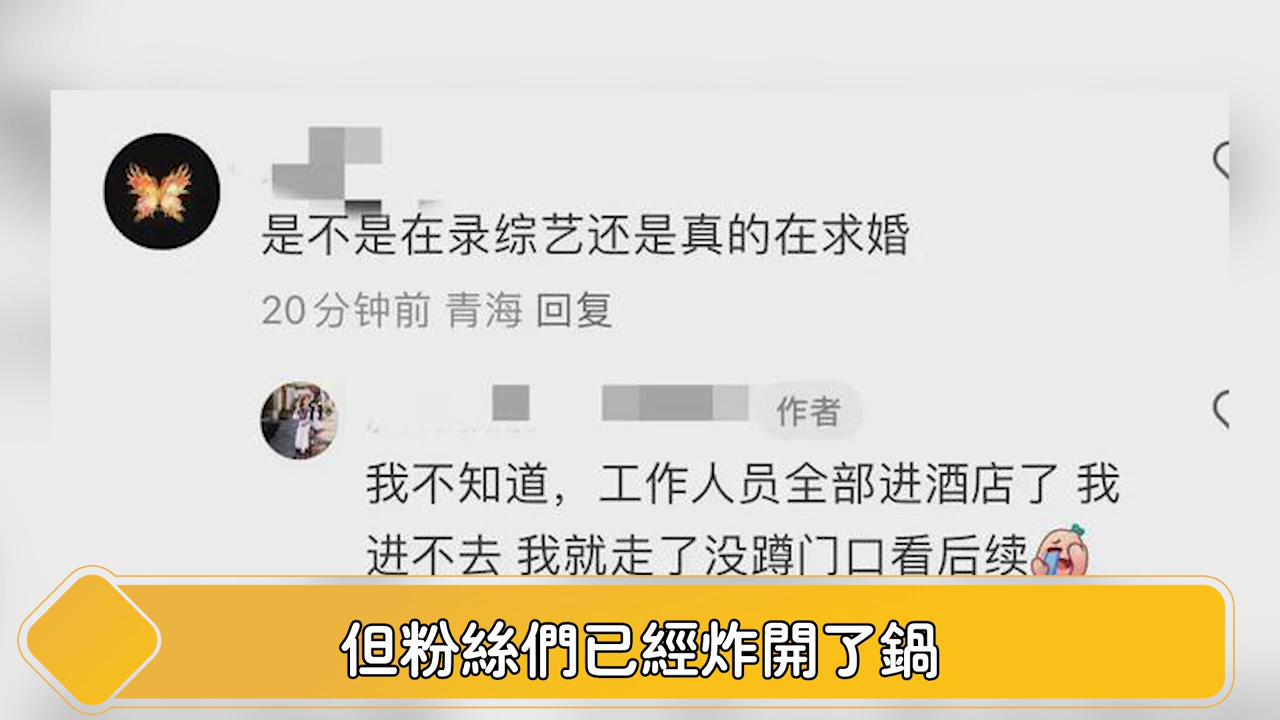 是不是在录综艺还是真的在求婚
20分钟前 青海 回复
作者
我不知道，工作人员全部进酒店了 我
进不去 我就走了没蹲门口看后续
但粉絲們已經炸開了鍋